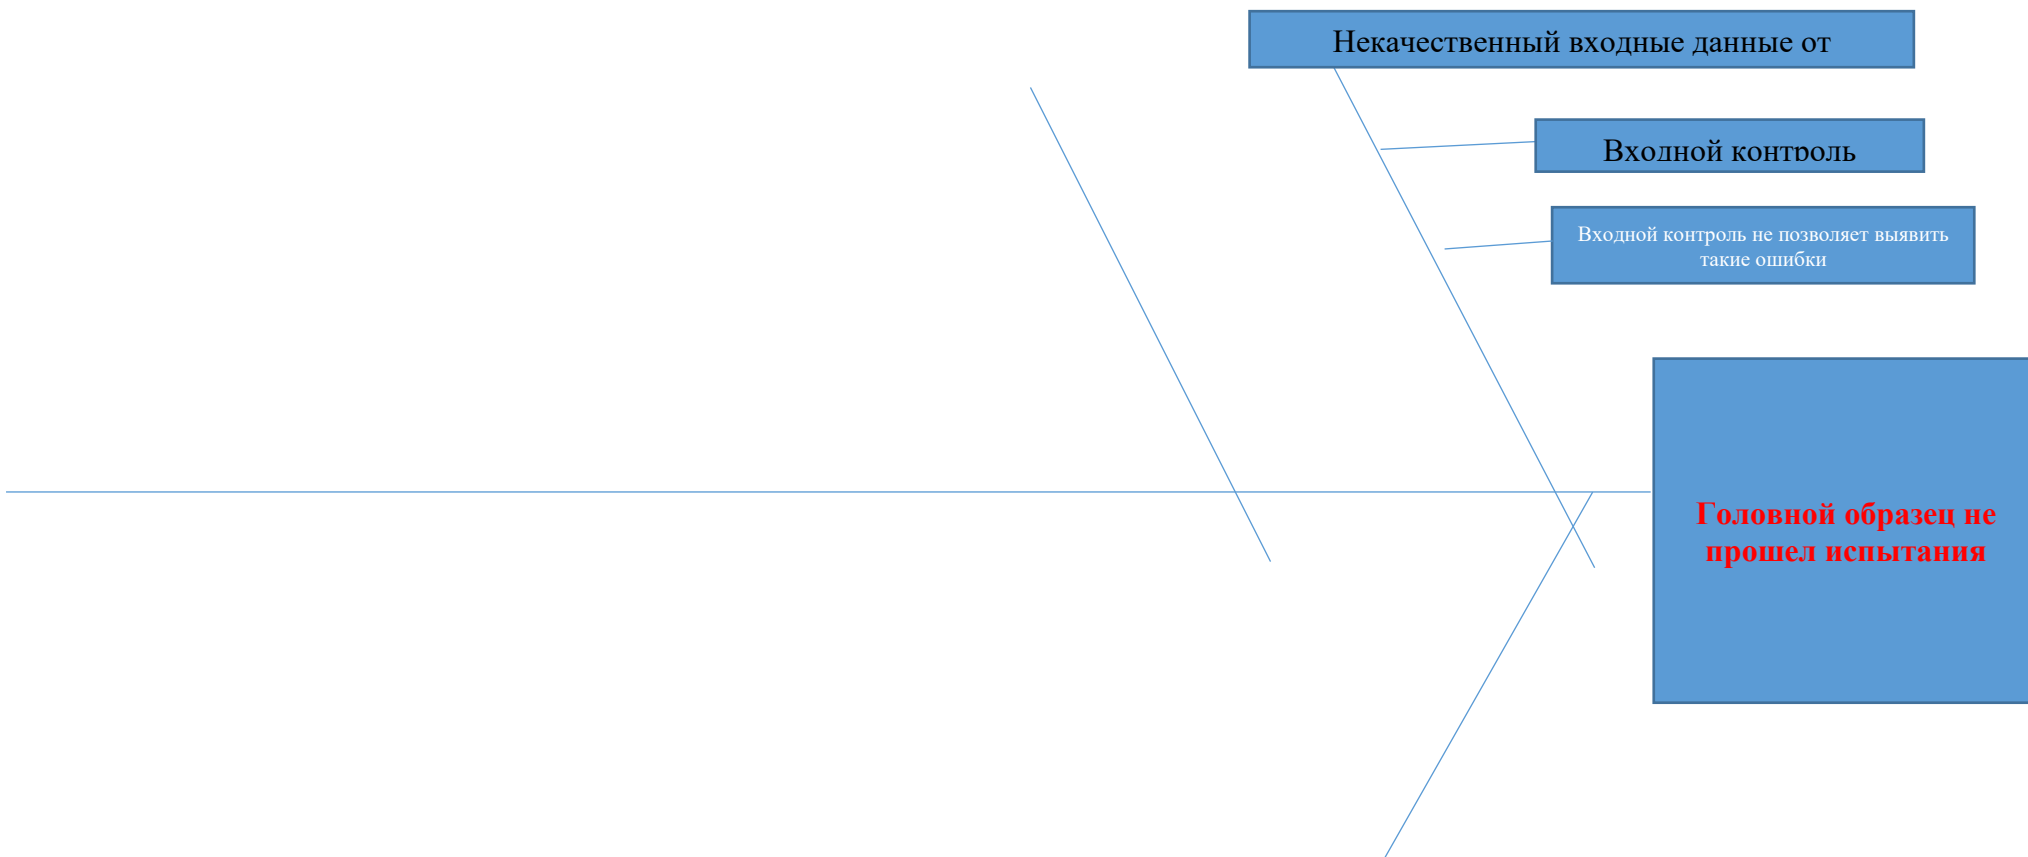 Некачественный входные данные от
Входной контроль
Входной контроль не позволяет выявить
такие ошибки
Головной образец не
прошел испытания